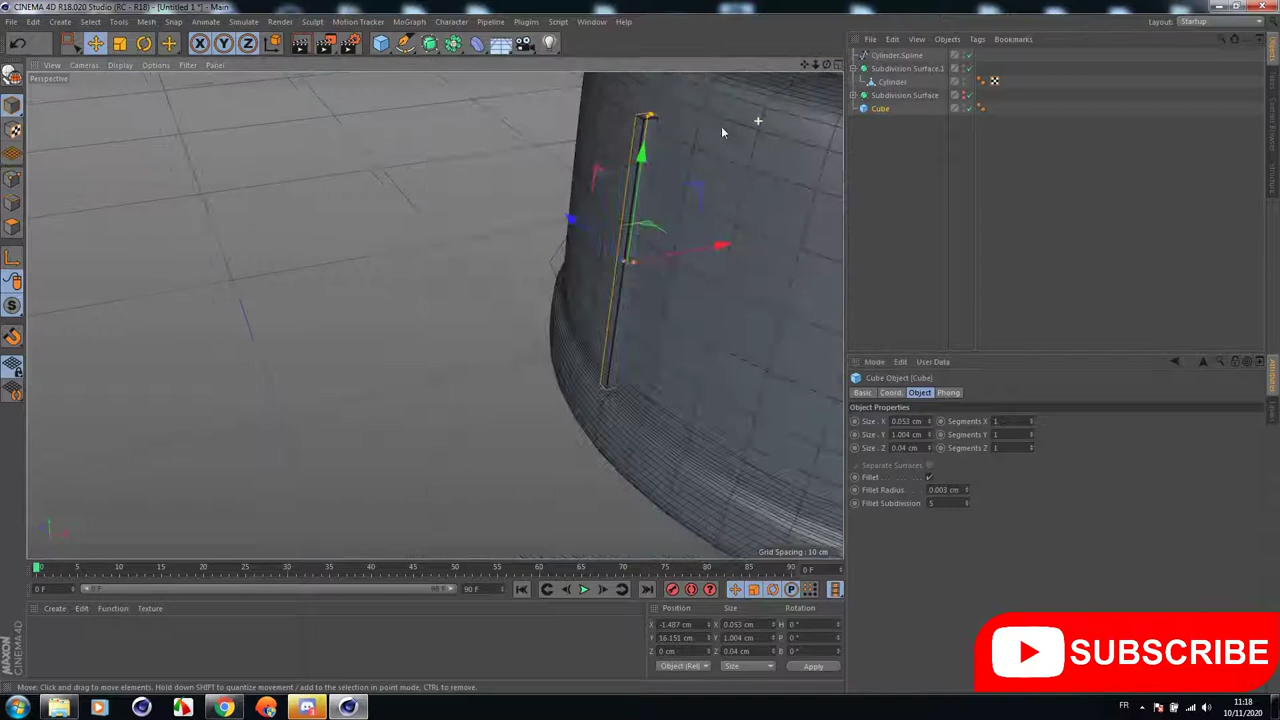 CINEMA 4D R18.020 Studio (RC - R18) - [Untitled 1 *] - Main
File Edit Create Select Tools Mesh Snap Animate Simulate Render Sculpt Motion Tracker MoGraph Character Pipeline Plugins Script Window Help
Layout: Startup
View Cameras Display Options Filter Panel
File Edit View Objects Tags Bookmarks
Perspective
Cylinder.Spline
Subdivision Surface.1
Cylinder
Subdivision Surface
Cube
Mode Edit User Data
Cube Object [Cube]
Basic Coord. Object Phong
Object Properties
Size . X 0.053 cm Segments X 1
Size . Y 1.004 cm Segments Y 1
Size . Z 0.04 cm Segments Z 1
Separate Surfaces
Fillet
Fillet Radius 0.003 cm
Fillet Subdivision 5
Grid Spacing : 10 cm
0 5 10 15 20 25 30 35 40 45 50 55 60 65 70 75 80 85 90 0 F
0 F 90 F
Create Edit Function Texture
Position Size Rotation
X -1.487 cm X 0.053 cm H 0 °
Y 16.151 cm Y 1.004 cm P 0 °
Z 0 cm Z 0.04 cm B 0 °
Object (Rel) Size Apply
MAXON CINEMA 4D
Move: Click and drag to move elements. Hold down SHIFT to quantize movement / add to the selection in point mode, CTRL to remove.
SUBSCRIBE
FR 11:18
10/11/2020